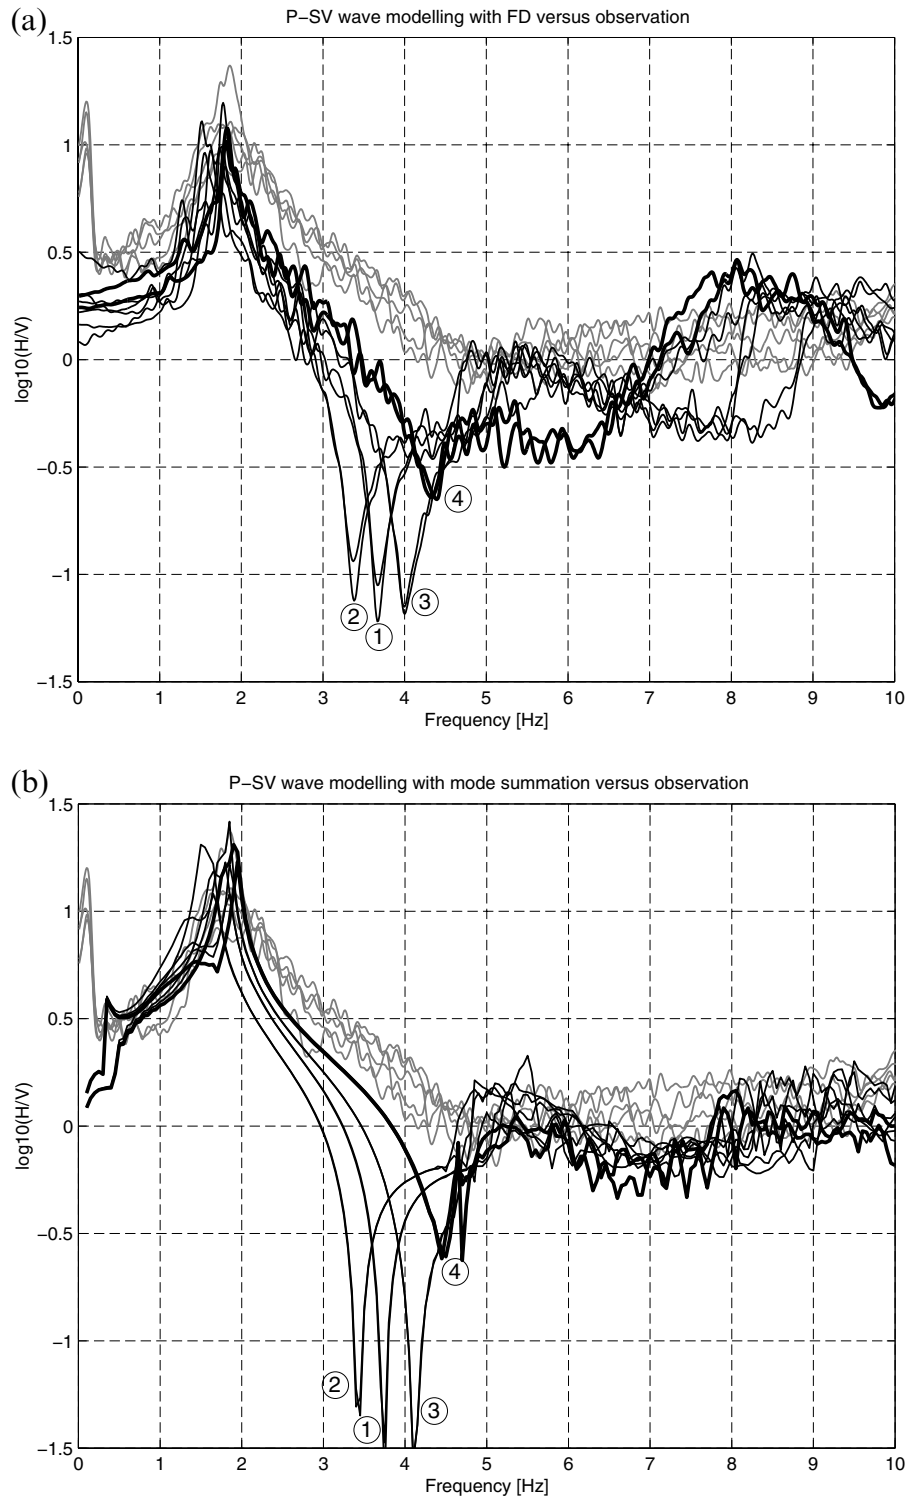 (a)
P−SV wave modelling with FD versus observation
1.5
1
0.5
0
−0.5
−1
−1.5
log10(H/V)
4
2
3
1
0 1 2 3 4 5 6 7 8 9 10
Frequency [Hz]
(b)
P−SV wave modelling with mode summation versus observation
1.5
1
0.5
0
−0.5
−1
−1.5
log10(H/V)
4
2
3
1
0 1 2 3 4 5 6 7 8 9 10
Frequency [Hz]